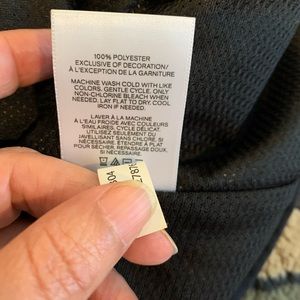 100% POLYESTER
EXCLUSIVE OF DECORATION/
À L'EXCEPTION DE LA GARNITURE
MACHINE WASH COLD WITH LIKE
COLORS. GENTLE CYCLE. ONLY
NON-CHLORINE BLEACH WHEN
NEEDED. LAY FLAT TO DRY. COOL
IRON IF NEEDED.
LAVER À LA MACHINE
A L'EAU FROIDE AVEC COULEURS
SIMILAIRES, CYCLE DÉLICAT.
UTILISEZ SEULEMENT DU
JAVELLISANT SANS CHLORE, SI
NÉCESSAIRE. ÉTENDRE À PLAT
POUR SÉCHER. REPASSAGE DOUX,
SI NÉCESSAIRE.